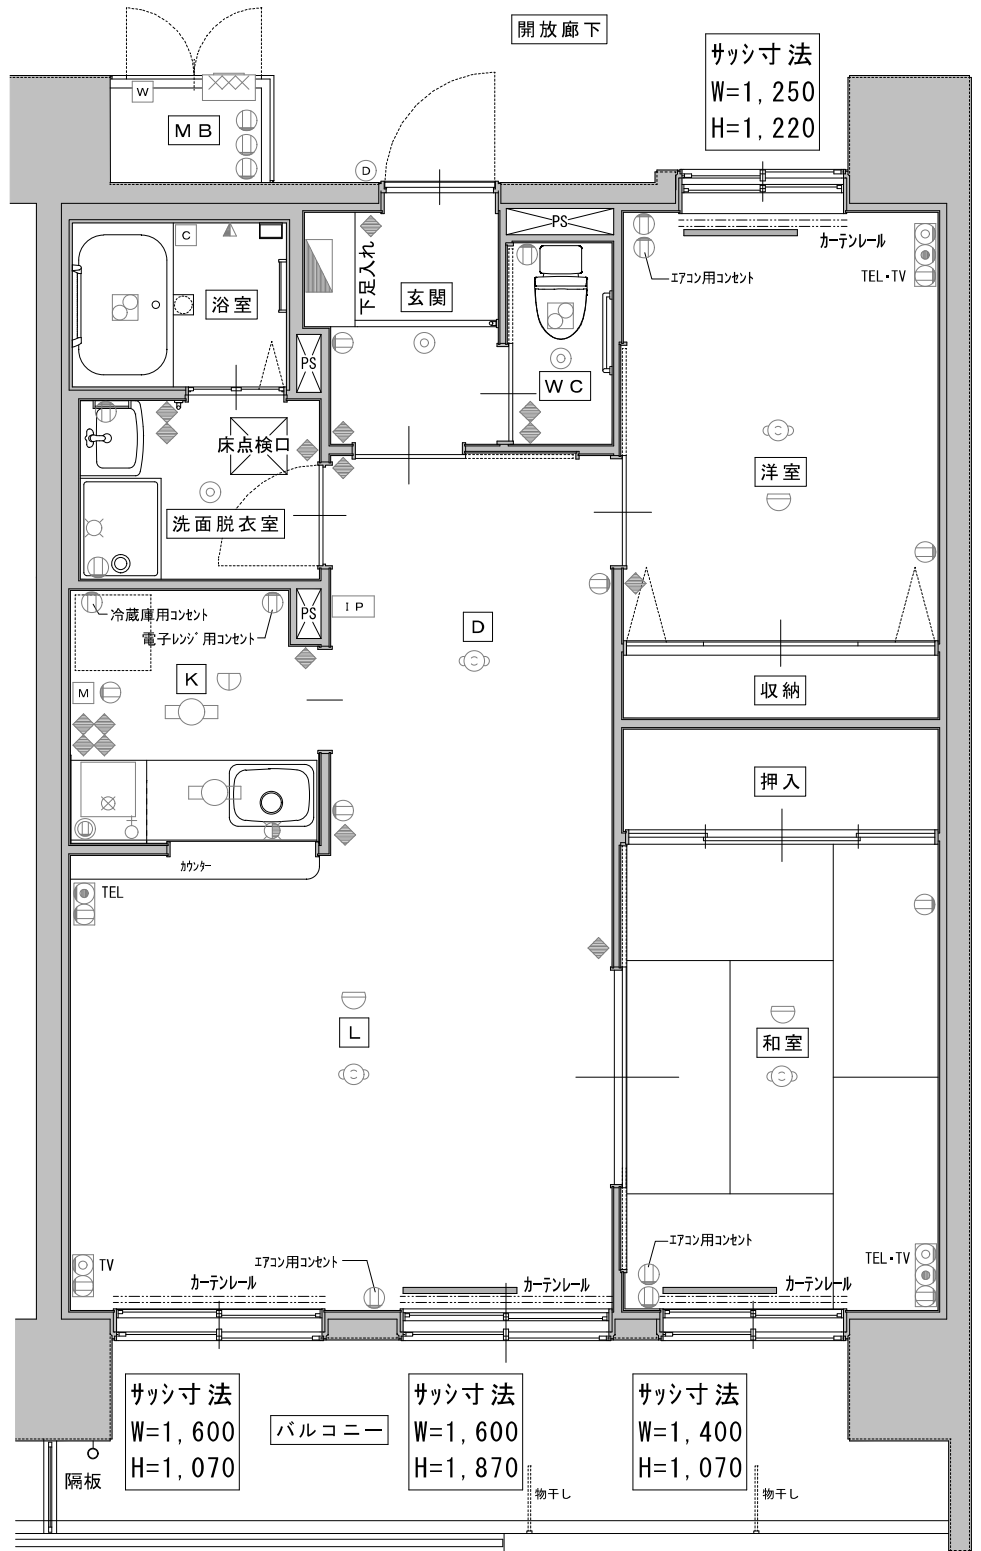 開放廊下
サッシ寸法
W=1,250
H=1,220
W
MB
D
PS
カーテンレール
C
下足入れ
エアコン用コンセント
TEL・TV
浴室
玄関
PS
WC
床点検口
洋室
洗面脱衣室
冷蔵庫用コンセント
PS
IP
電子レンジ用コンセント
D
K
M
収納
押入
カウンター
TEL
L
和室
エアコン用コンセント
TEL・TV
TV
エアコン用コンセント
カーテンレール
カーテンレール
カーテンレール
サッシ寸法
W=1,600
H=1,070
バルコニー
サッシ寸法
W=1,600
H=1,870
サッシ寸法
W=1,400
H=1,070
隔板
物干し
物干し